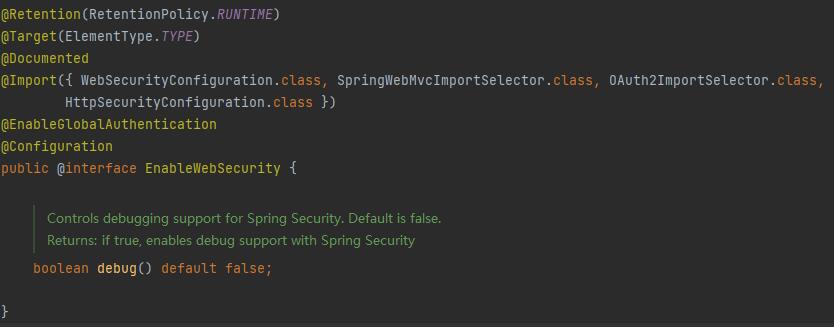 @Retention(RetentionPolicy.RUNTIME)
@Target(ElementType.TYPE)
@Documented
@Import({ WebSecurityConfiguration.class, SpringWebMvcImportSelector.class, OAuth2ImportSelector.class,
HttpSecurityConfiguration.class })
@EnableGlobalAuthentication
@Configuration
public @interface EnableWebSecurity {
Controls debugging support for Spring Security. Default is false.
Returns: if true, enables debug support with Spring Security
boolean debug() default false;
}